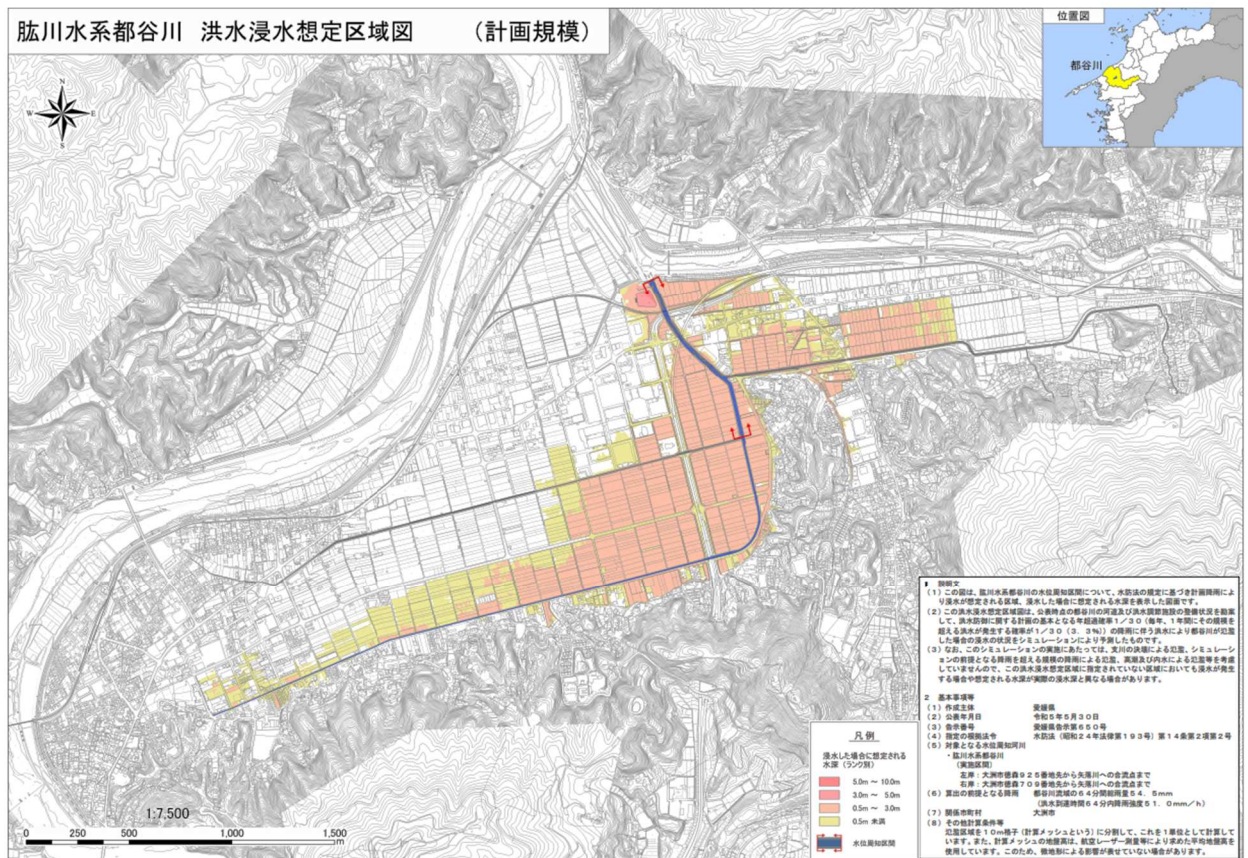 肱川水系都谷川 洪水浸水想定区域図 (計画規模)
位置図
都谷川
N
W
E
S
1 説明文
(1)この図は、肱川水系都谷川の水位周知区間について、水防法の規定に基づき計画降雨により浸水が想定される区域、浸水した場合に想定される水深を表示した図面です。
(2)この洪水浸水想定区域図は、公表時点の都谷川の河道及び洪水調節施設の整備状況を勘案して、洪水防御に関する計画の基本となる年超過確率1/30(毎年、1年間にその規模を超える洪水が発生する確率が1/30(3.3%))の降雨に伴う洪水により都谷川が氾濫した場合の浸水の状況をシミュレーションにより予測したものです。
(3)なお、このシミュレーションの実施にあたっては、支川の決壊による氾濫、シミュレーションの前提となる降雨を超える規模の降雨による氾濫、高潮及び内水による氾濫等を考慮していませんので、この洪水浸水想定区域に指定されていない区域においても浸水が発生する場合や想定される水深が実際の浸水深と異なる場合があります。
2 基本事項等
(1)作成主体 愛媛県
(2)公表年月日 令和5年5月30日
(3)告示番号 愛媛県告示第650号
(4)指定の根拠法令 水防法(昭和24年法律第193号)第14条第2項第2号
(5)対象となる水位周知河川
・肱川水系都谷川
(実施区間)
左岸:大洲市徳森925番地先から矢落川への合流点まで
右岸:大洲市徳森709番地先から矢落川への合流点まで
(6)算出の前提となる降雨 都谷川流域の64分間総雨量54.5mm
(洪水到達時間64分内降雨強度51.0mm/h)
(7)関係市町村 大洲市
(8)その他計算条件等
氾濫区域を10m格子(計算メッシュという)に分割して、これを1単位として計算しています。また、計算メッシュの地盤高は、航空レーザー測量等により求めた平均地盤高を使用しています。このため、微地形による影響が表せていない場合があります。
凡例
浸水した場合に想定される
水深(ランク別)
5.0m ~ 10.0m
3.0m ~ 5.0m
0.5m ~ 3.0m
0.5m 未満
水位周知区間
1:7,500
0 250 500 1,000 1,500
m